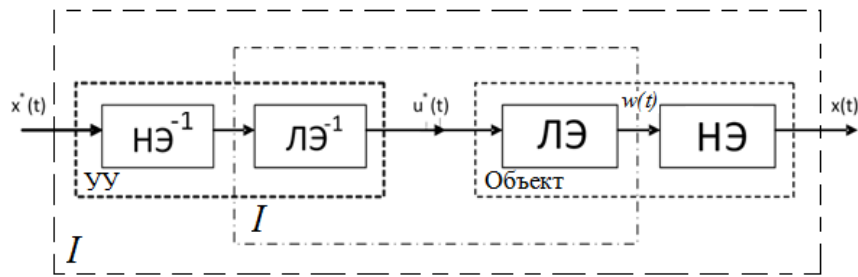 x*(t)
НЭ⁻¹
ЛЭ⁻¹
u*(t)
ЛЭ
w(t)
НЭ
x(t)
УУ
Объект
I
I